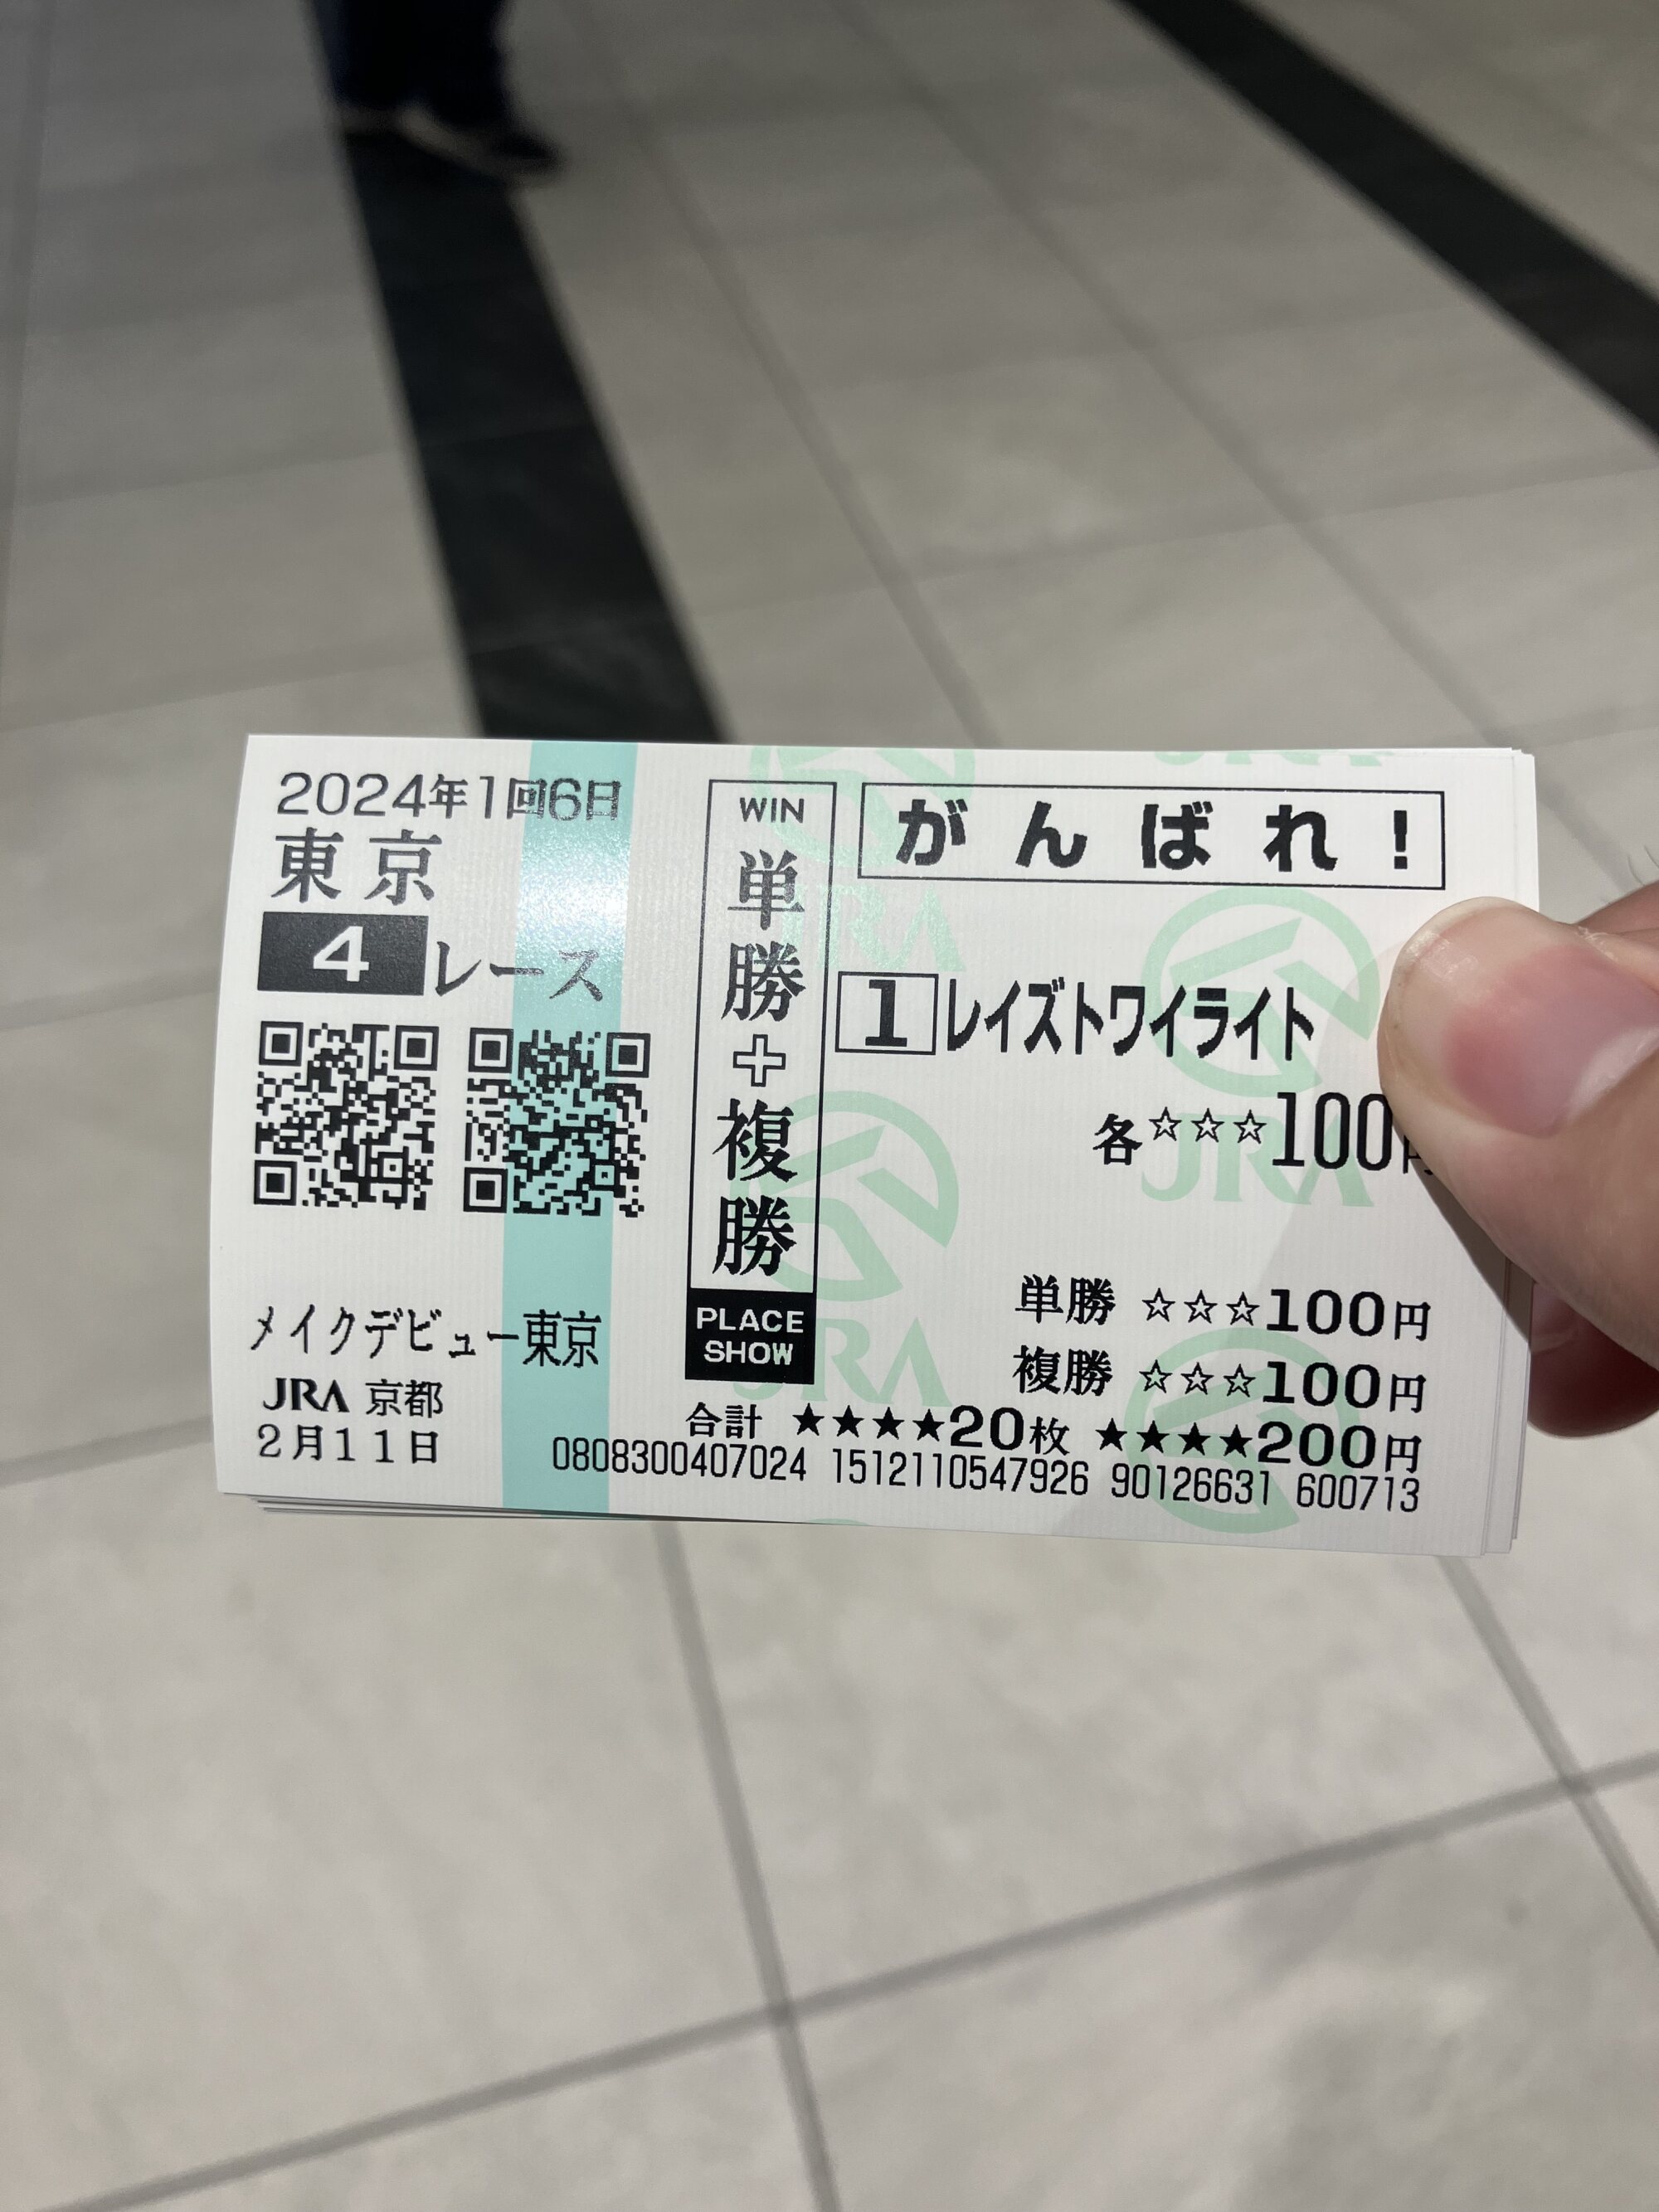 2024年1回6日
東京
4レース
メイクデビュー東京
JRA 京都
2月11日
WIN
単勝+複勝
PLACE
SHOW
がんばれ!
1 レイズトワイライト
各☆☆☆100円
単勝 ☆☆☆100円
複勝 ☆☆☆100円
合計 ★★★★20枚 ★★★★200円
0808300407024 1512110547926 90126631 600713
JRA
JRA
JRA
JRA